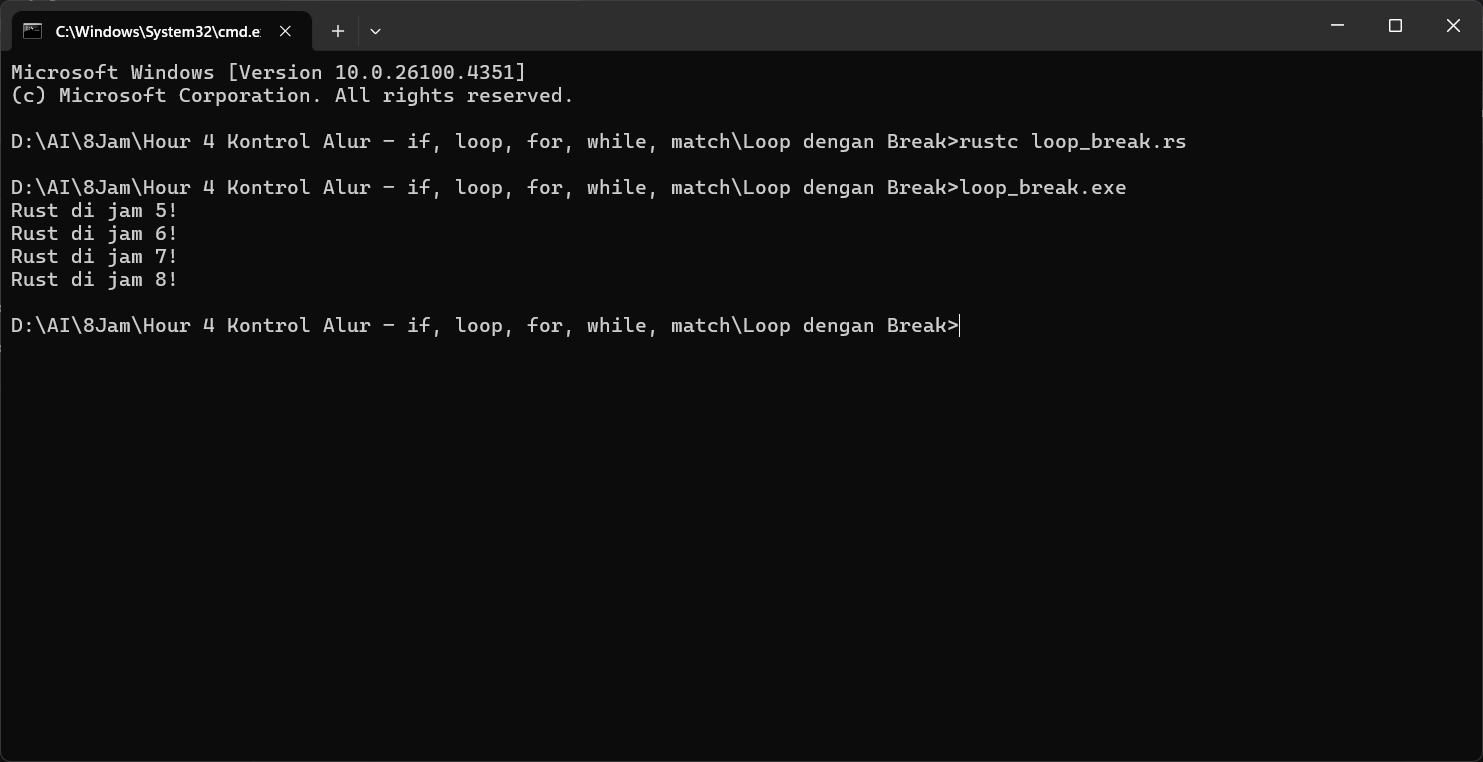 C:\Windows\System32\cmd.e
Microsoft Windows [Version 10.0.26100.4351]
(c) Microsoft Corporation. All rights reserved.
D:\AI\8Jam\Hour 4 Kontrol Alur – if, loop, for, while, match\Loop dengan Break>rustc loop_break.rs
D:\AI\8Jam\Hour 4 Kontrol Alur – if, loop, for, while, match\Loop dengan Break>loop_break.exe
Rust di jam 5!
Rust di jam 6!
Rust di jam 7!
Rust di jam 8!
D:\AI\8Jam\Hour 4 Kontrol Alur – if, loop, for, while, match\Loop dengan Break>